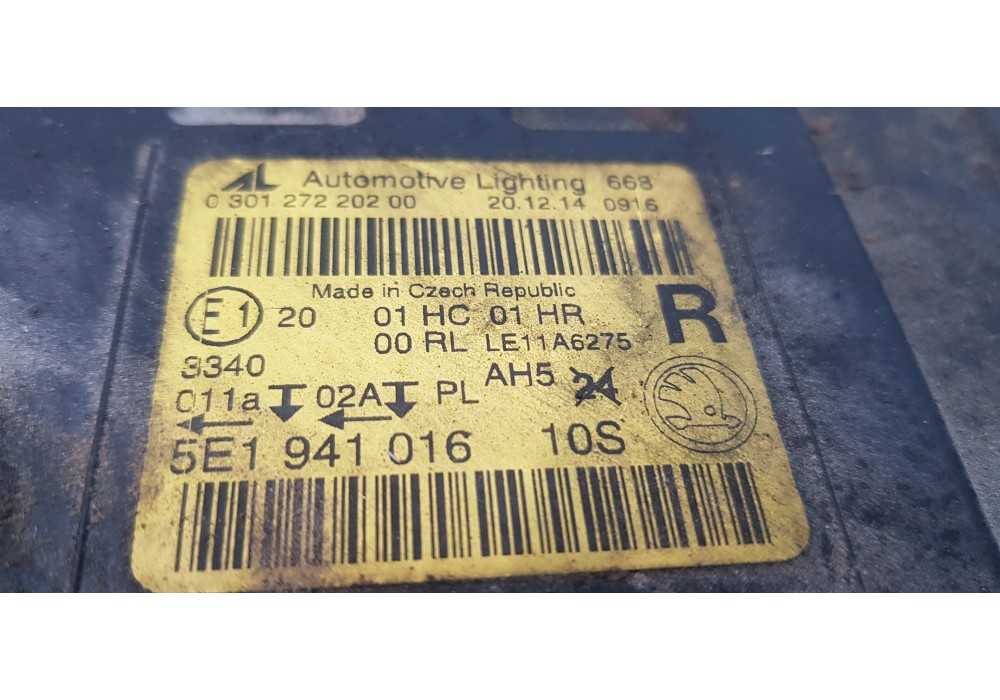 AL Automotive Lighting 668
0 301 272 202 00 20.12.14 0916
Made in Czech Republic
E1 20 01 HC 01 HR R
00 RL LE11A6275
3340
AH5 24
011a 02A PL
5E1 941 016 10S